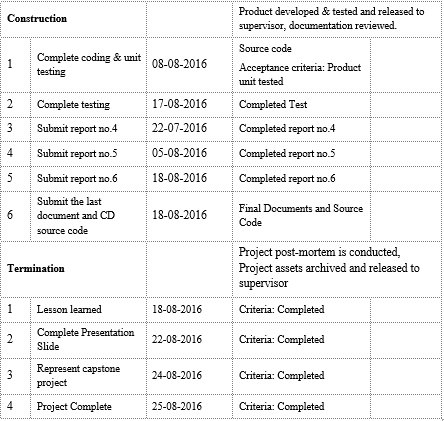 Construction
Product developed & tested and released to
supervisor, documentation reviewed.
1
Complete coding & unit
testing
08-08-2016
Source code
Acceptance criteria: Product
unit tested
2
Complete testing
17-08-2016
Completed Test
3
Submit report no.4
22-07-2016
Completed report no.4
4
Submit report no.5
05-08-2016
Completed report no.5
5
Submit report no.6
18-08-2016
Completed report no.6
6
Submit the last
document and CD
source code
18-08-2016
Final Documents and Source
Code
Termination
Project post-mortem is conducted,
Project assets archived and released to
supervisor
1
Lesson learned
18-08-2016
Criteria: Completed
2
Complete Presentation
Slide
22-08-2016
Criteria: Completed
3
Represent capstone
project
24-08-2016
Criteria: Completed
4
Project Complete
25-08-2016
Criteria: Completed